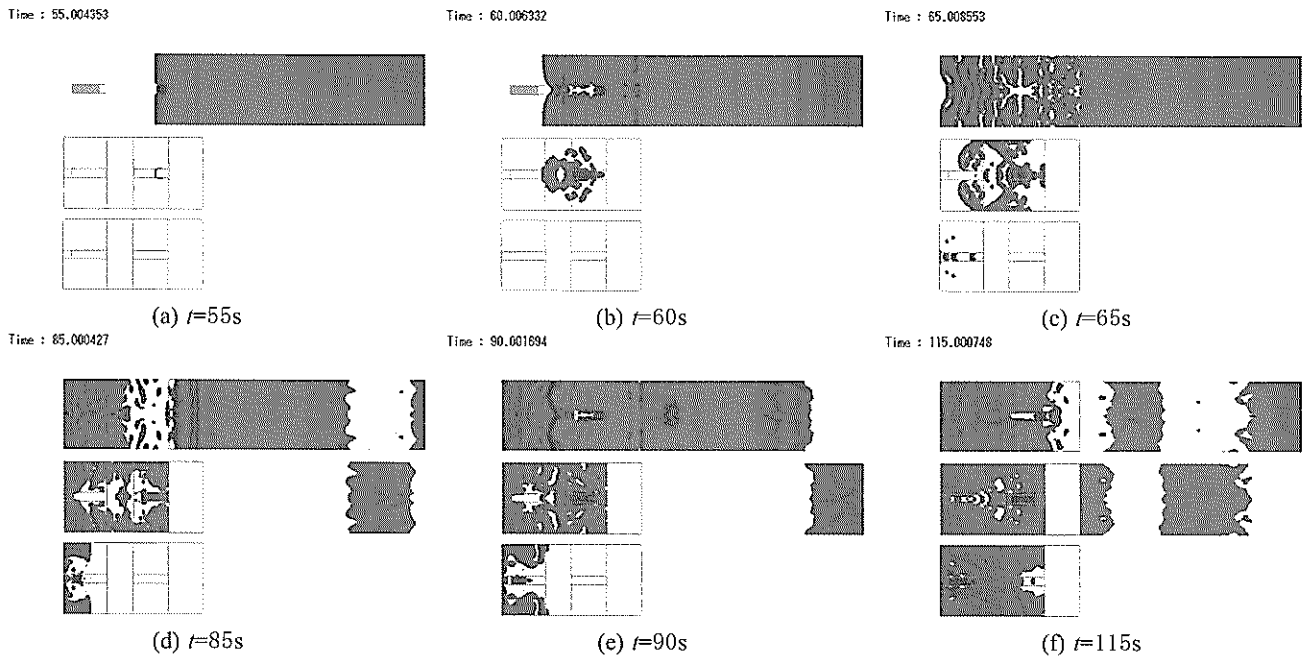 Time : 55.004353
Time : 60.006332
Time : 65.008553
(a) t=55s
(b) t=60s
(c) t=65s
Time : 85.000427
Time : 90.001694
Time : 115.000748
(d) t=85s
(e) t=90s
(f) t=115s